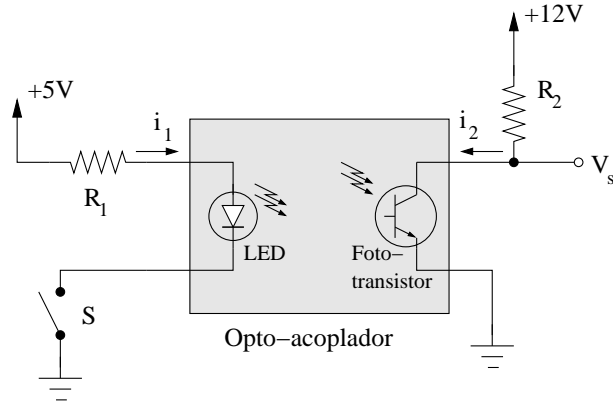 +12V
+5V
R2
i1
i2
Vs
R1
LED
Foto-
transistor
S
Opto-acoplador